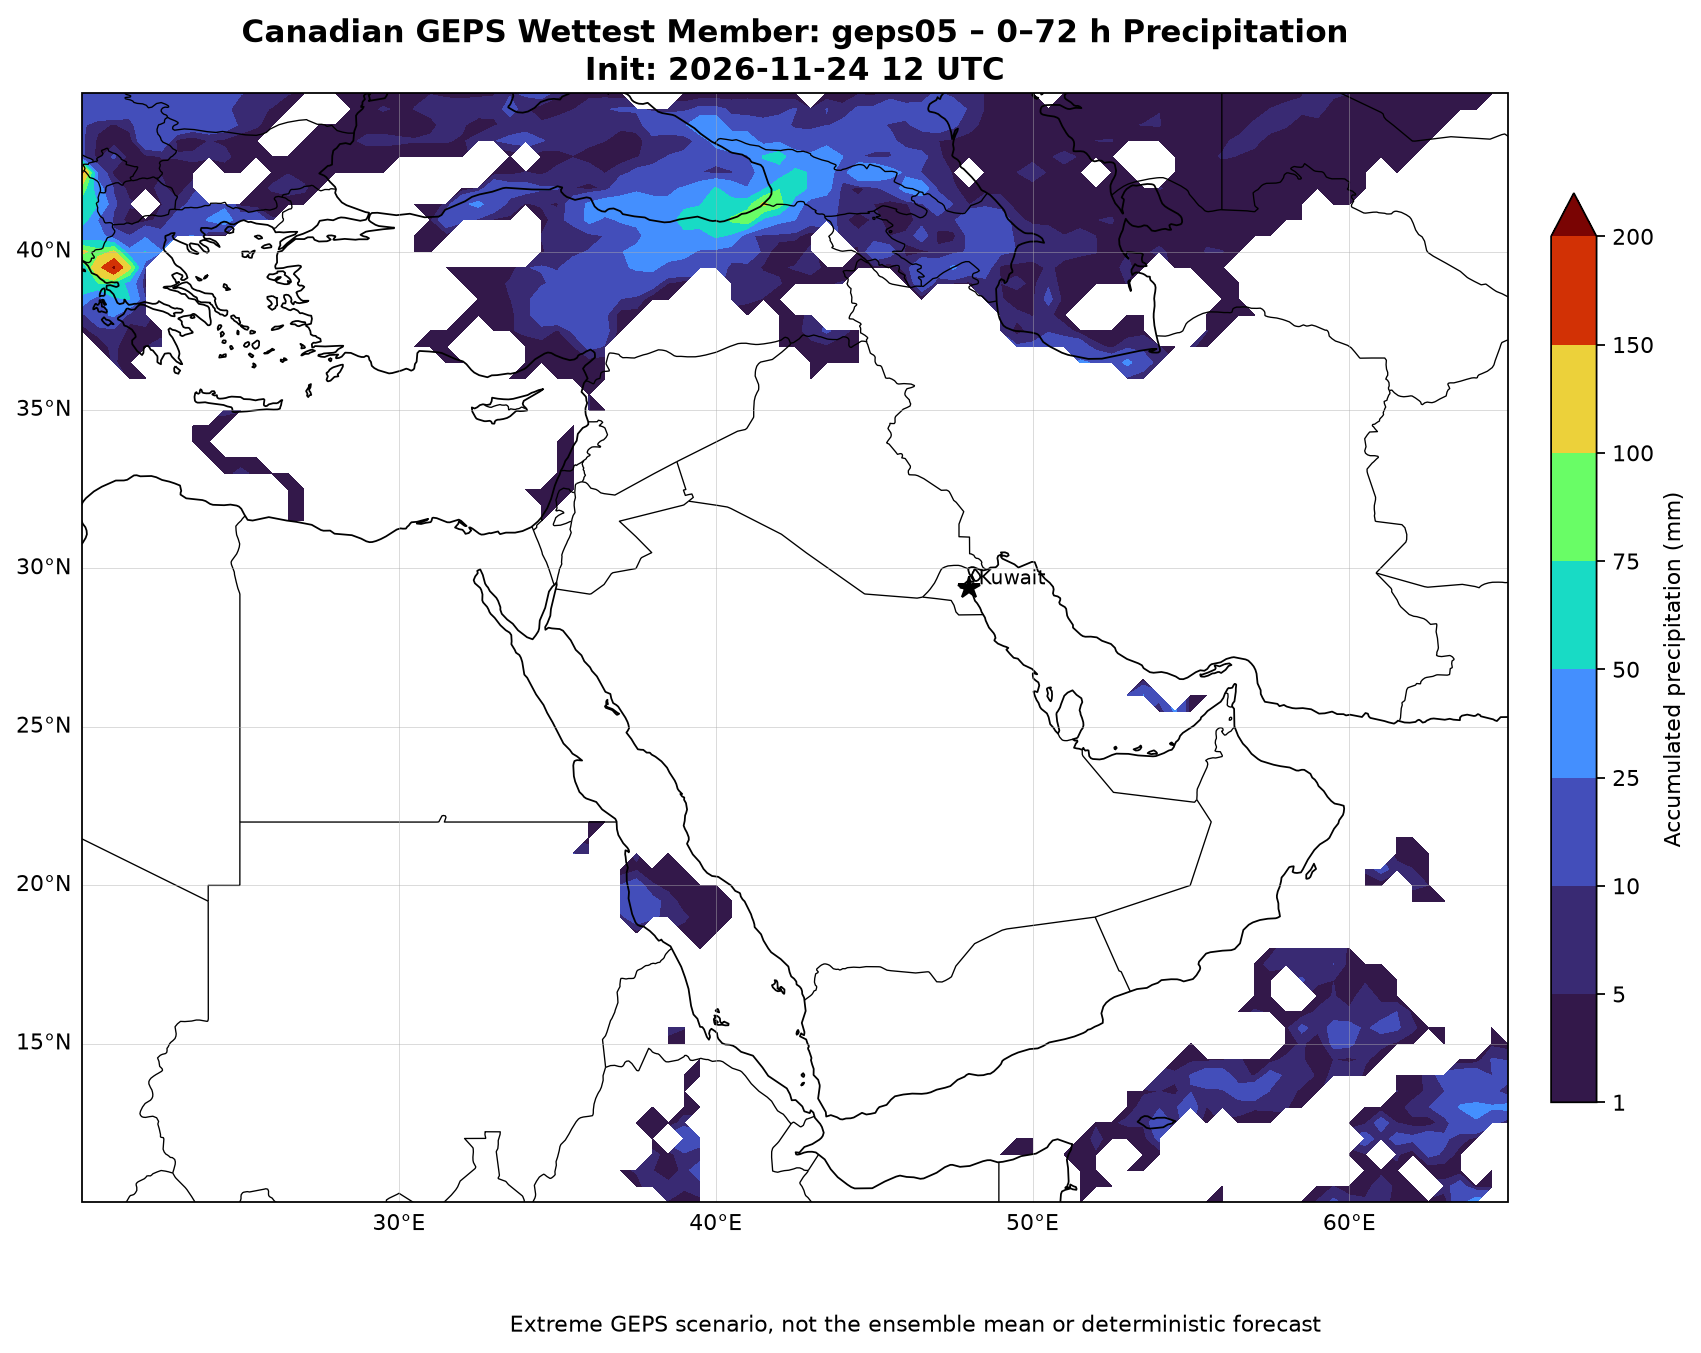 Canadian GEPS Wettest Member: geps05 – 0–72 h Precipitation
Init: 2026-11-24 12 UTC
40°N
35°N
30°N
25°N
20°N
15°N
30°E
40°E
50°E
60°E
Kuwait
200
150
100
75
50
25
10
5
1
Accumulated precipitation (mm)
Extreme GEPS scenario, not the ensemble mean or deterministic forecast